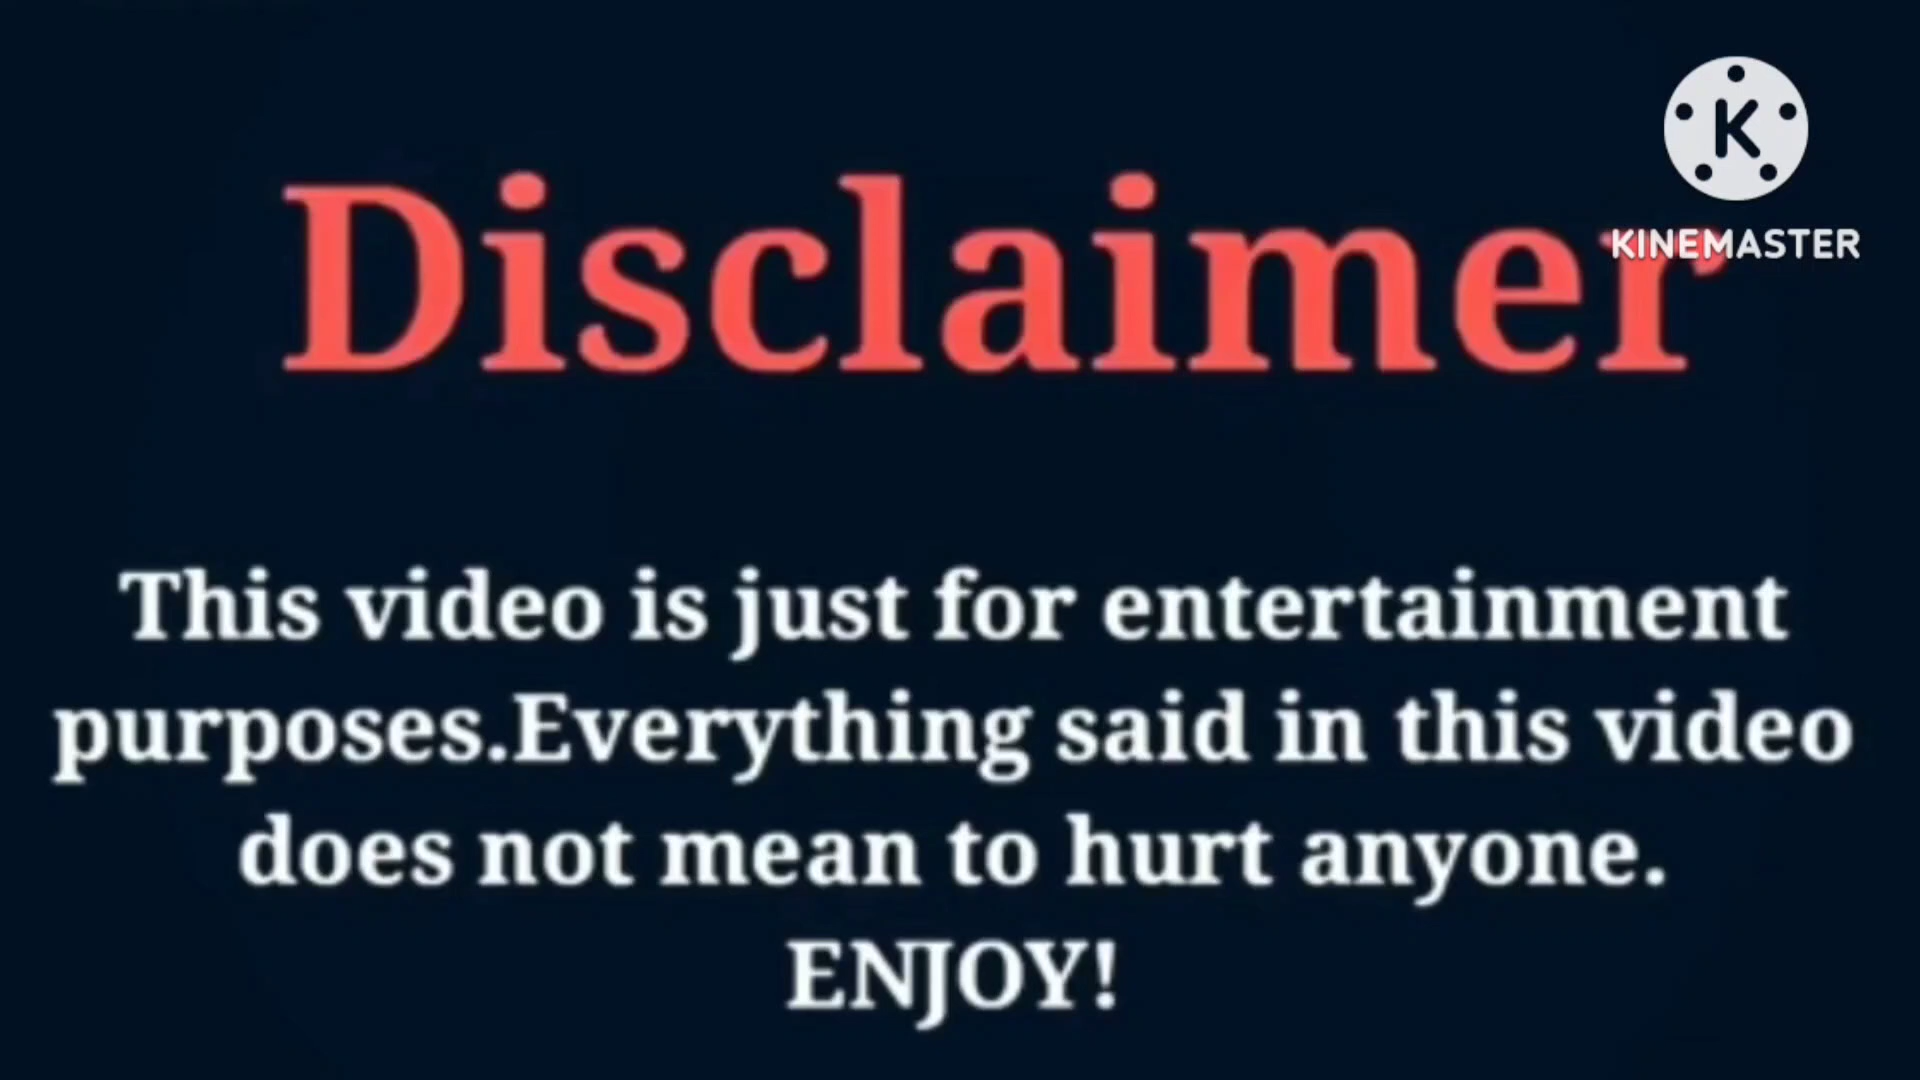 K
KINEMASTER
Disclaimer
This video is just for entertainment
purposes.Everything said in this video
does not mean to hurt anyone.
ENJOY!